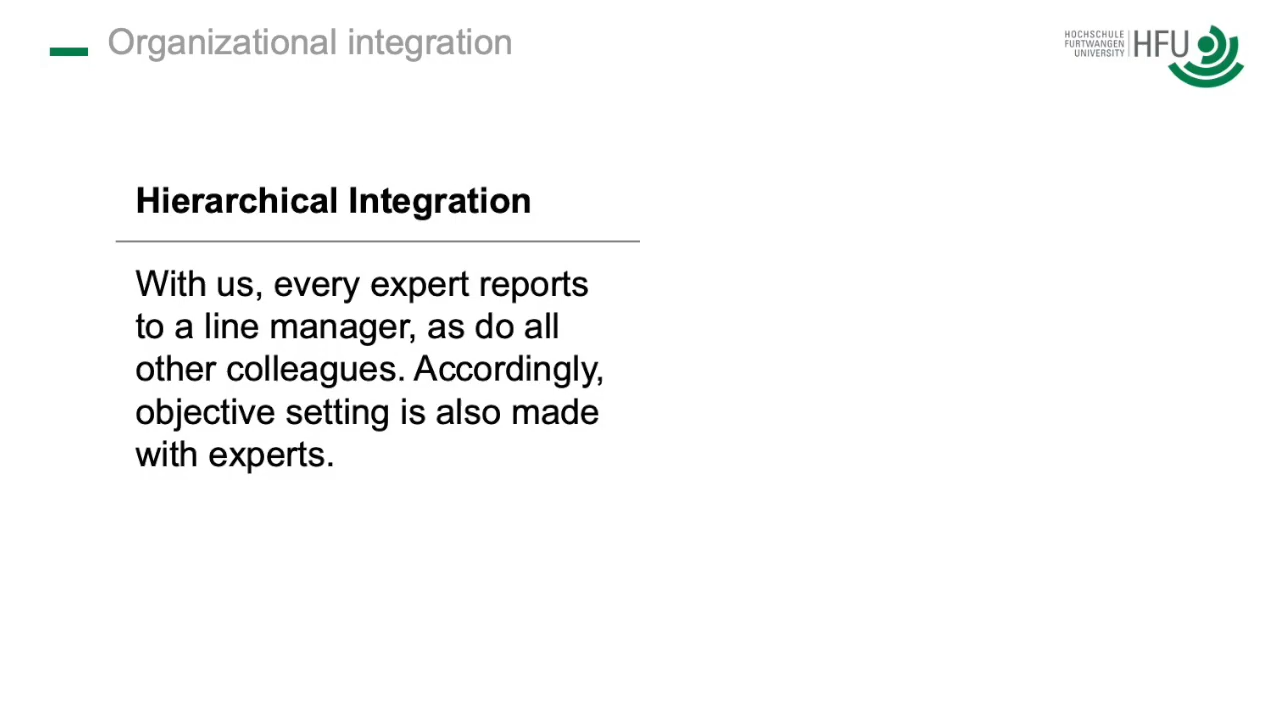 Organizational integration
HOCHSCHULE
FURTWANGEN
UNIVERSITY
HFU
Hierarchical Integration
With us, every expert reports
to a line manager, as do all
other colleagues. Accordingly,
objective setting is also made
with experts.